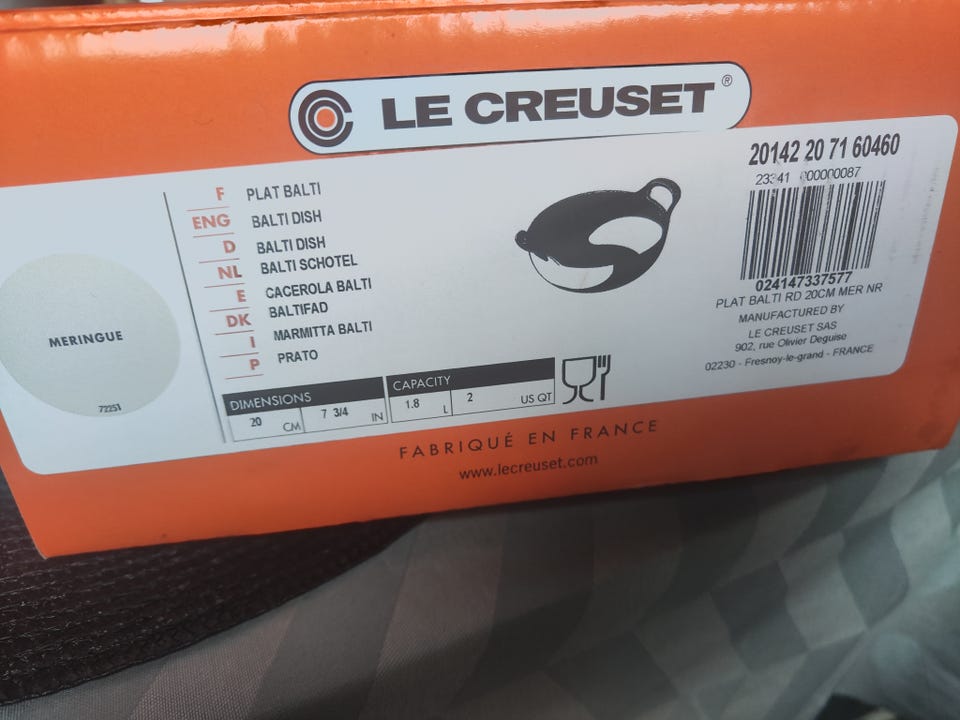 LE CREUSET®
20142 20 71 60460
024147337577
PLAT BALTI RD 20CM MER NR
MANUFACTURED BY
LE CREUSET SAS
902, rue Olivier Deguise
02230 - Fresnoy-le-grand - FRANCE
MERINGUE
72251
F PLAT BALTI
ENG BALTI DISH
D BALTI DISH
NL BALTI SCHOTEL
E CACEROLA BALTI
DK BALTIFAD
I MARMITTA BALTI
P PRATO
DIMENSIONS
20 CM 7 3/4 IN
CAPACITY
1.8 L 2 US QT
FABRIQUÉ EN FRANCE
www.lecreuset.com